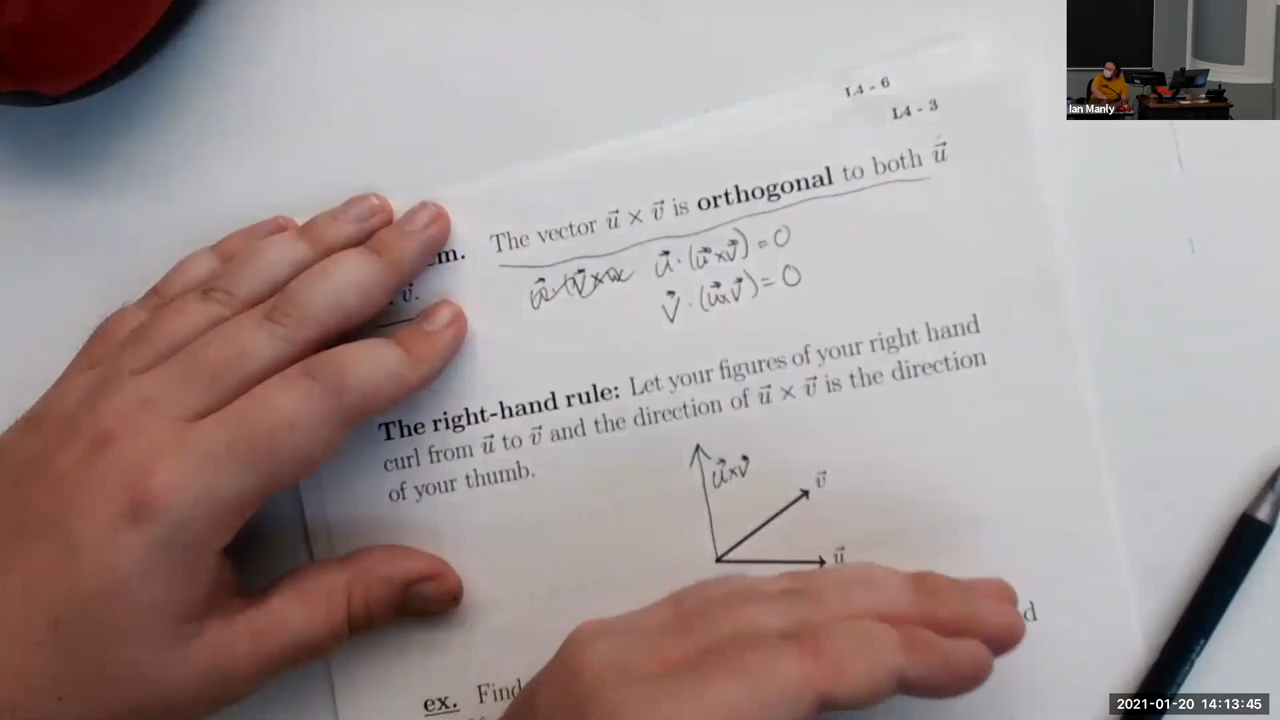 L4 - 6
L4 - 3
Ian Manly
The vector u⃗ × v⃗ is orthogonal to both u⃗
em.
v⃗.
u⃗ · (u⃗ × v⃗) = 0
v⃗ · (u⃗ × v⃗) = 0
The right-hand rule: Let your figures of your right hand
curl from u⃗ to v⃗ and the direction of u⃗ × v⃗ is the direction
of your thumb.
u⃗ × v⃗
v⃗
u⃗
d
ex. Find
2021-01-20 14:13:45